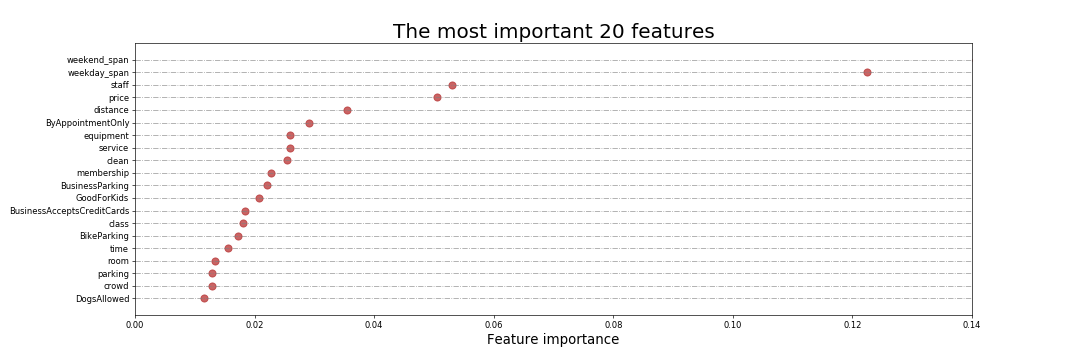 The most important 20 features
weekend_span
weekday_span
staff
price
distance
ByAppointmentOnly
equipment
service
clean
membership
BusinessParking
GoodForKids
BusinessAcceptsCreditCards
class
BikeParking
time
room
parking
crowd
DogsAllowed
0.00 0.02 0.04 0.06 0.08 0.10 0.12 0.14
Feature importance